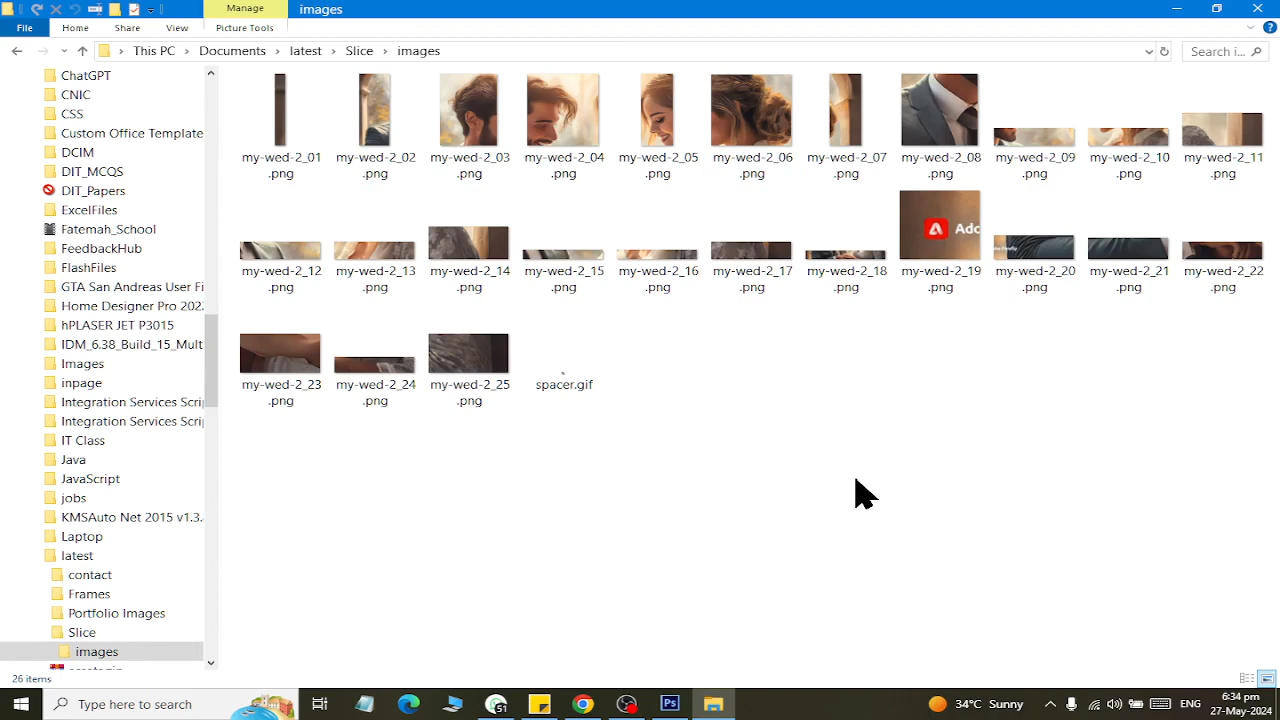 Manage
images
File
Home
Share
View
Picture Tools
This PC
Documents
latest
Slice
images
Search i...
ChatGPT
CNIC
CSS
Custom Office Template
DCIM
DIT_MCQS
DIT_Papers
ExcelFiles
Fatemah_School
FeedbackHub
FlashFiles
GTA San Andreas User Fi
Home Designer Pro 202
hPLASER JET P3015
IDM_6.38_Build_15_Mult
Images
inpage
Integration Services Scri
Integration Services Scri
IT Class
Java
JavaScript
jobs
KMSAuto Net 2015 v1.3.
Laptop
latest
contact
Frames
Portfolio Images
Slice
images
my-wed-2_01
.png
my-wed-2_02
.png
my-wed-2_03
.png
my-wed-2_04
.png
my-wed-2_05
.png
my-wed-2_06
.png
my-wed-2_07
.png
my-wed-2_08
.png
my-wed-2_09
.png
my-wed-2_10
.png
my-wed-2_11
.png
my-wed-2_12
.png
my-wed-2_13
.png
my-wed-2_14
.png
my-wed-2_15
.png
my-wed-2_16
.png
my-wed-2_17
.png
my-wed-2_18
.png
Ado
my-wed-2_19
.png
my-wed-2_20
.png
my-wed-2_21
.png
my-wed-2_22
.png
my-wed-2_23
.png
my-wed-2_24
.png
my-wed-2_25
.png
spacer.gif
26 items
Type here to search
51
Ps
34°C Sunny
ENG
6:34 pm
27-May-2024